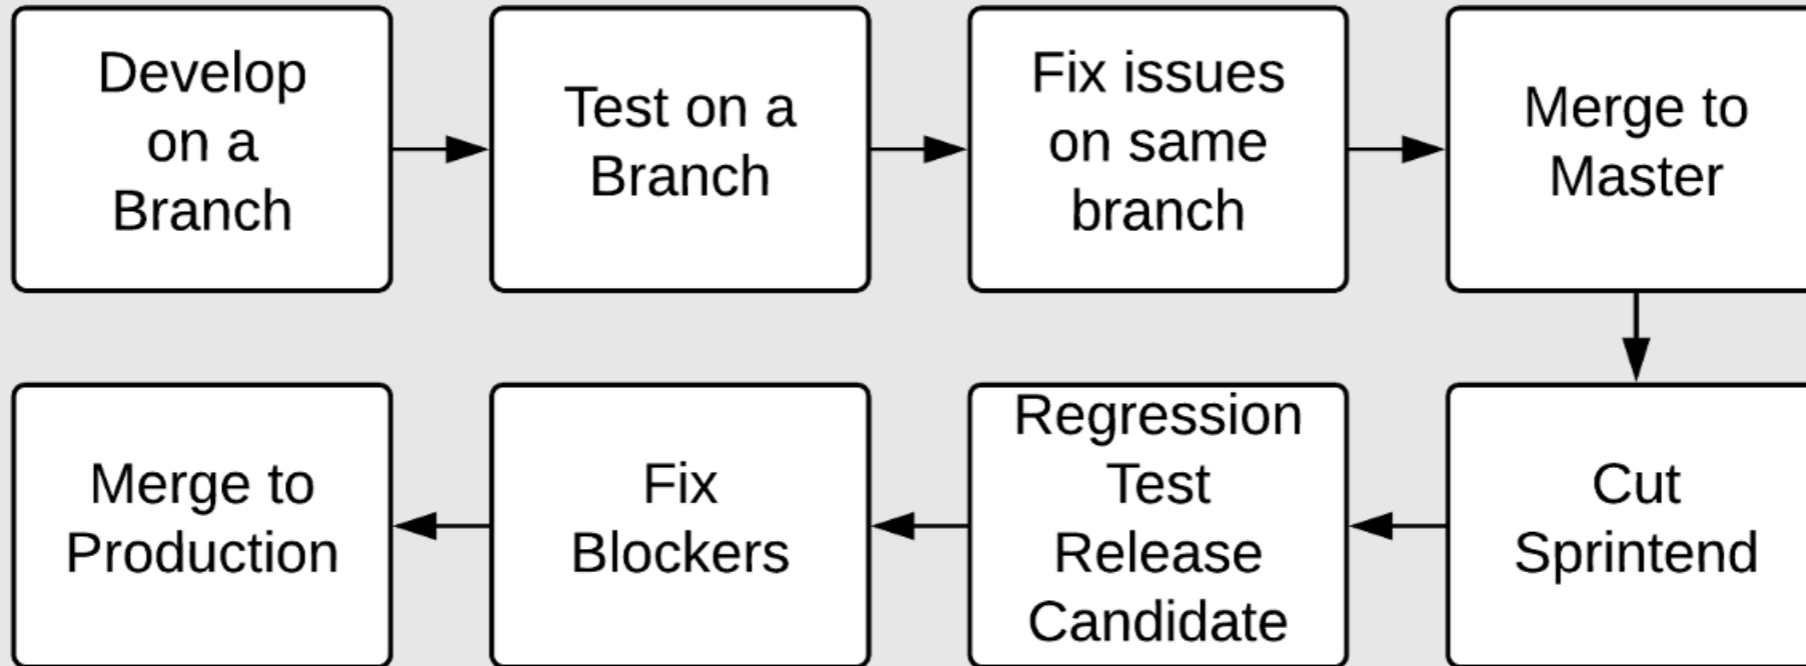 Develop
on a
Branch
Test on a
Branch
Fix issues
on same
branch
Merge to
Master
Cut
Sprintend
Regression
Test
Release
Candidate
Fix
Blockers
Merge to
Production